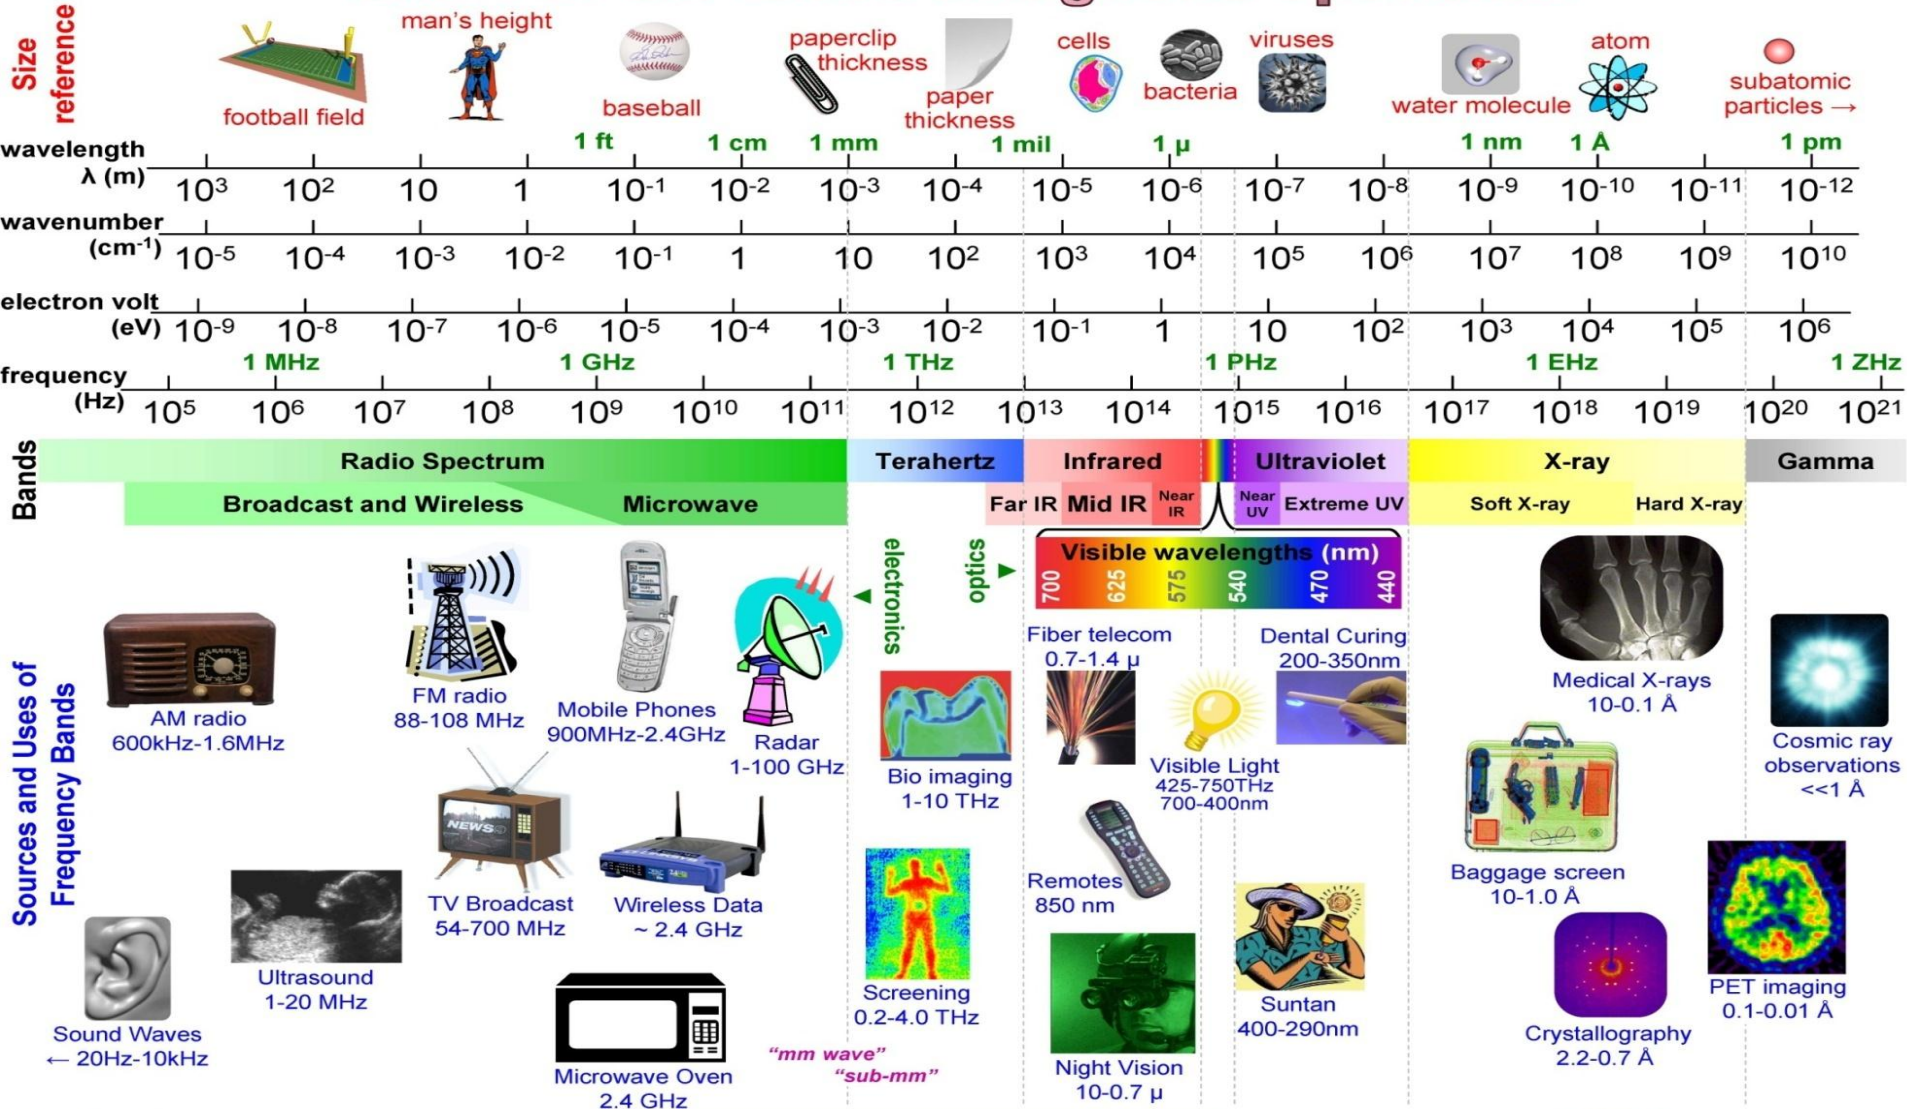 Size
reference
football field
man's height
baseball
paperclip
thickness
paper
thickness
cells
bacteria
viruses
water molecule
atom
subatomic
particles →
wavelength
λ (m)
1 ft 1 cm 1 mm 1 mil 1 µ 1 nm 1 Å 1 pm
10³ 10² 10 1 10⁻¹ 10⁻² 10⁻³ 10⁻⁴ 10⁻⁵ 10⁻⁶ 10⁻⁷ 10⁻⁸ 10⁻⁹ 10⁻¹⁰ 10⁻¹¹ 10⁻¹²
wavenumber
(cm⁻¹)
10⁻⁵ 10⁻⁴ 10⁻³ 10⁻² 10⁻¹ 1 10 10² 10³ 10⁴ 10⁵ 10⁶ 10⁷ 10⁸ 10⁹ 10¹⁰
electron volt
(eV)
10⁻⁹ 10⁻⁸ 10⁻⁷ 10⁻⁶ 10⁻⁵ 10⁻⁴ 10⁻³ 10⁻² 10⁻¹ 1 10 10² 10³ 10⁴ 10⁵ 10⁶
1 MHz 1 GHz 1 THz 1 PHz 1 EHz 1 ZHz
frequency
(Hz)
10⁵ 10⁶ 10⁷ 10⁸ 10⁹ 10¹⁰ 10¹¹ 10¹² 10¹³ 10¹⁴ 10¹⁵ 10¹⁶ 10¹⁷ 10¹⁸ 10¹⁹ 10²⁰ 10²¹
Bands
Radio Spectrum Terahertz Infrared Ultraviolet X-ray Gamma
Broadcast and Wireless Microwave
Far IR Mid IR
Near
IR
Near
UV
Extreme UV Soft X-ray Hard X-ray
electronics
optics
Visible wavelengths (nm)
700 625 575 540 470 440
Sources and Uses of
Frequency Bands
AM radio
600kHz-1.6MHz
FM radio
88-108 MHz
Mobile Phones
900MHz-2.4GHz
Radar
1-100 GHz
Bio imaging
1-10 THz
Fiber telecom
0.7-1.4 µ
Visible Light
425-750THz
700-400nm
Dental Curing
200-350nm
Medical X-rays
10-0.1 Å
Cosmic ray
observations
<<1 Å
NEWS
TV Broadcast
54-700 MHz
Wireless Data
~ 2.4 GHz
Remotes
850 nm
Baggage screen
10-1.0 Å
Sound Waves
← 20Hz-10kHz
Ultrasound
1-20 MHz
Microwave Oven
2.4 GHz
"mm wave"
"sub-mm"
Screening
0.2-4.0 THz
Night Vision
10-0.7 µ
Suntan
400-290nm
Crystallography
2.2-0.7 Å
PET imaging
0.1-0.01 Å